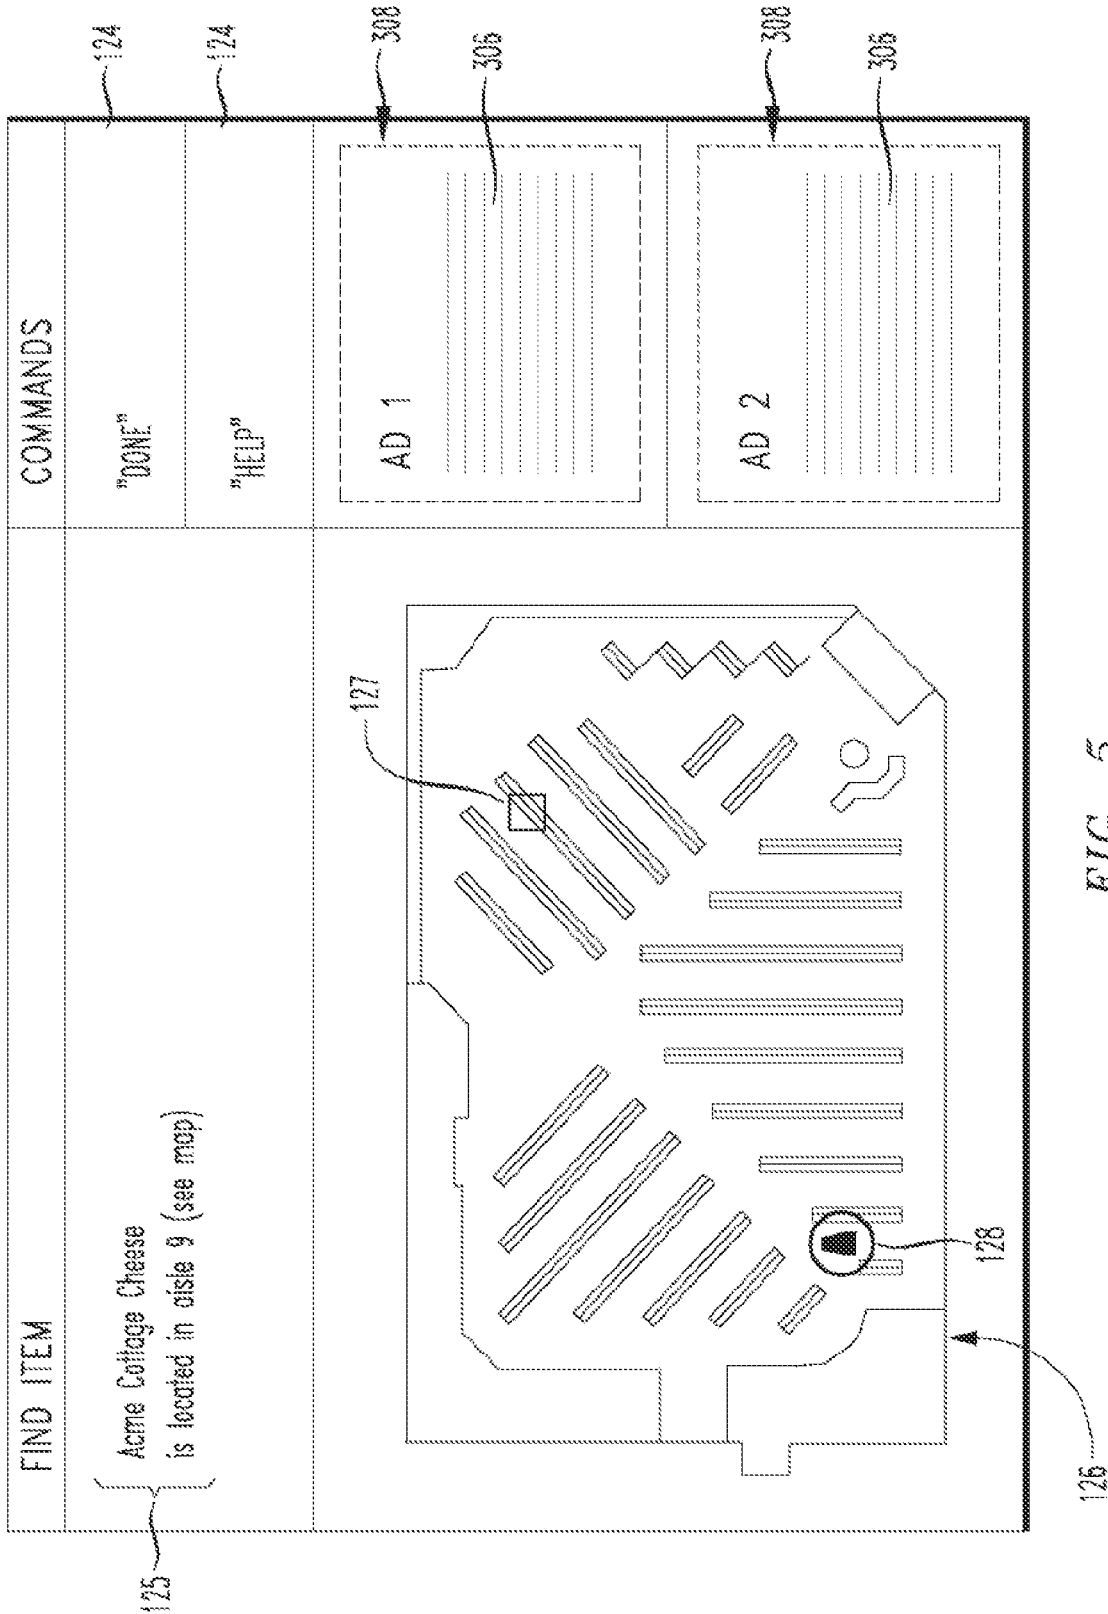 FIND ITEM
COMMANDS
Acme Cottage Cheese
is located in aisle 9 (see map)
"DONE"
"HELP"
AD 1
AD 2
124
124
308
306
308
306
125
127
128
126
FIG. 5